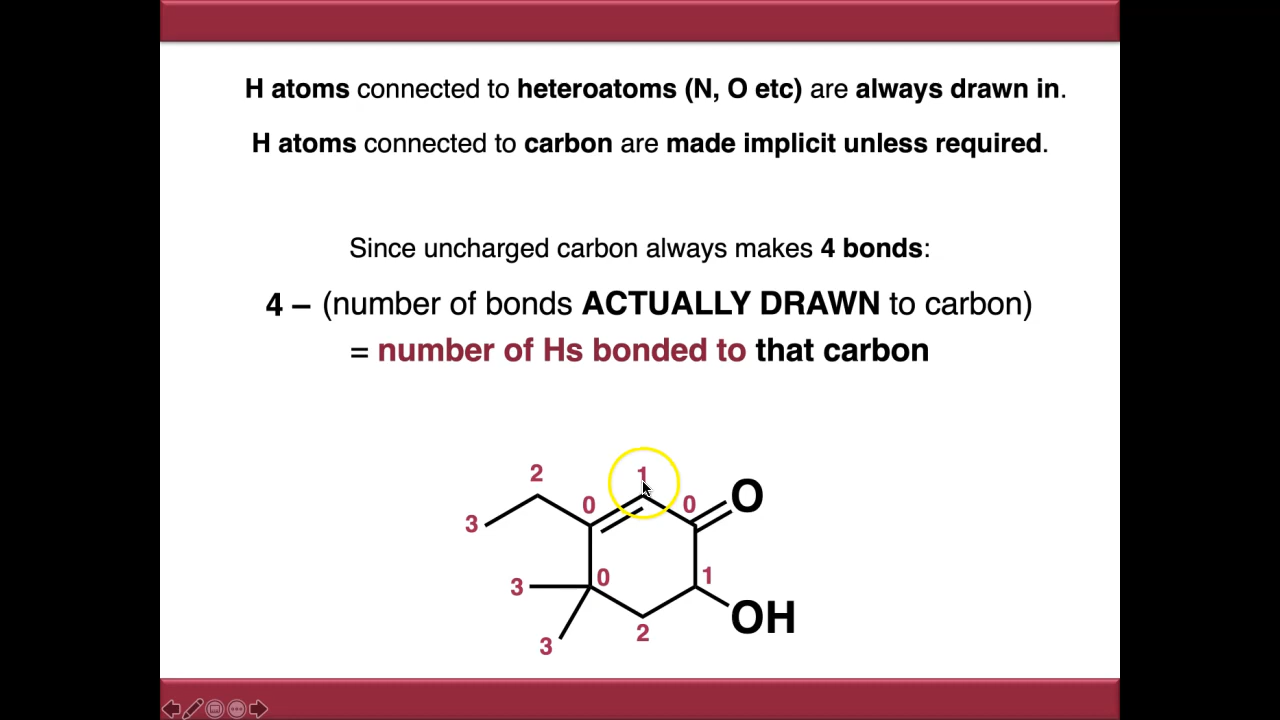 H atoms connected to heteroatoms (N, O etc) are always drawn in.
H atoms connected to carbon are made implicit unless required.
Since uncharged carbon always makes 4 bonds:
4 – (number of bonds ACTUALLY DRAWN to carbon)
= number of Hs bonded to that carbon
2
1
3
0
0
O
3
0
1
2
OH
3